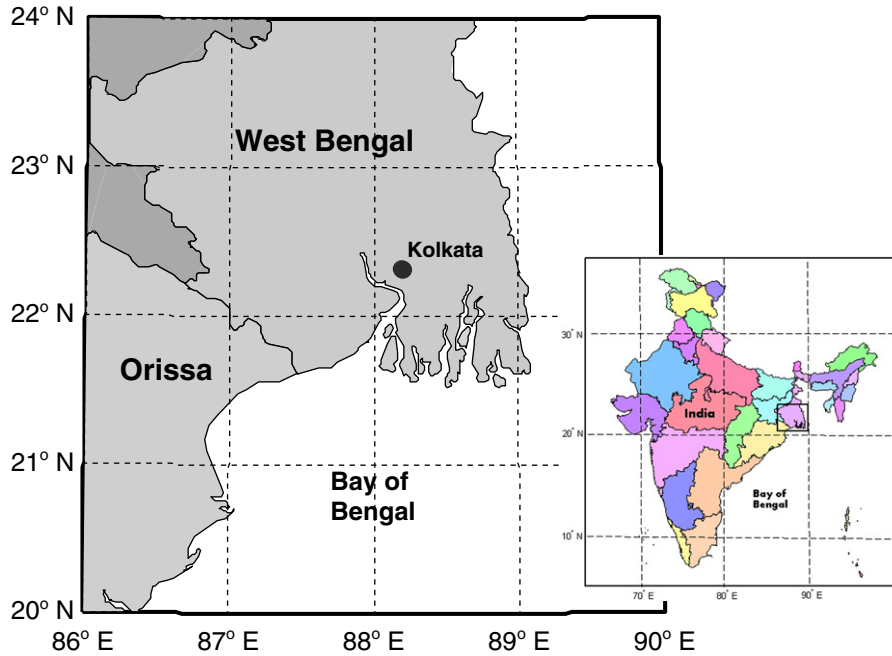 24° N
West Bengal
23° N
Kolkata
22° N
Orissa
21° N
Bay of
Bengal
20° N
86° E
87° E
88° E
89° E
90° E
30° N
India
20° N
Bay of
Bengal
10° N
70° E
80° E
90° E